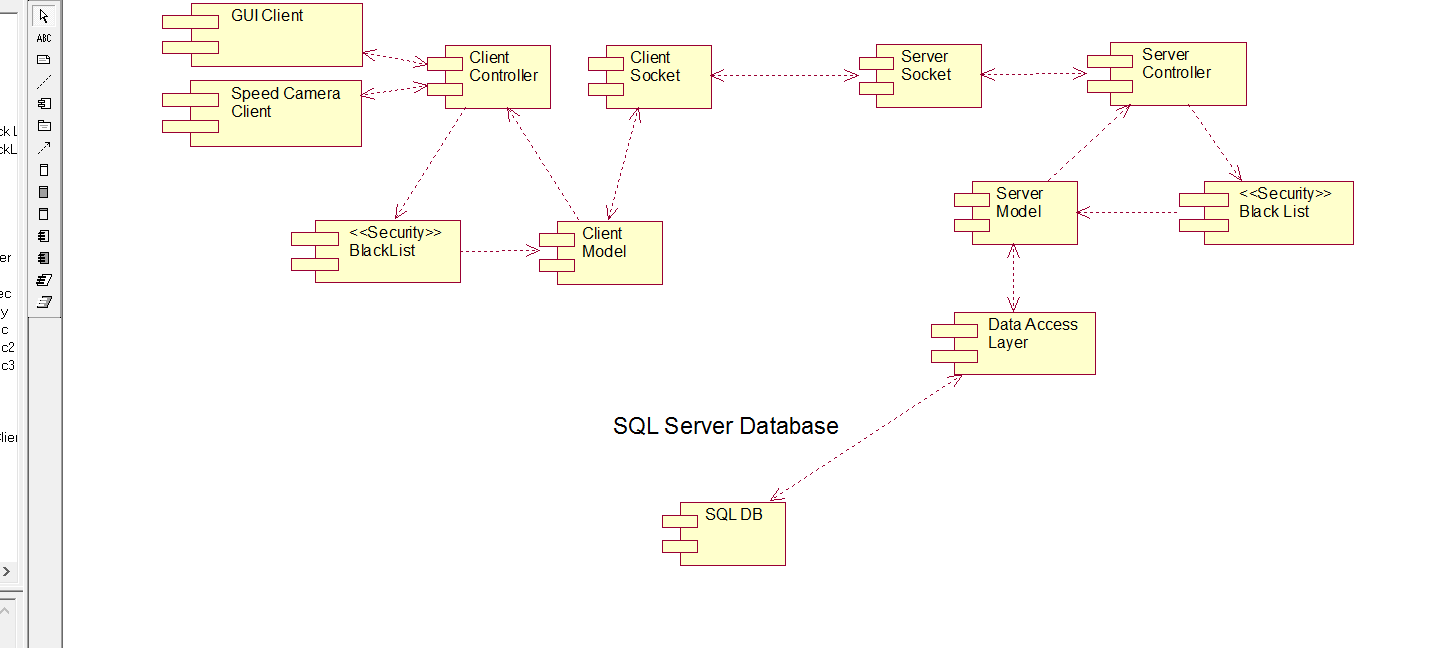 GUI Client
Speed Camera
Client
Client
Controller
Client
Socket
Server
Socket
Server
Controller
<<Security>>
BlackList
Client
Model
Server
Model
<<Security>>
Black List
Data Access
Layer
SQL Server Database
SQL DB
ABC
ck L
ckL
er
ec
y
c
c2
c3
Clien